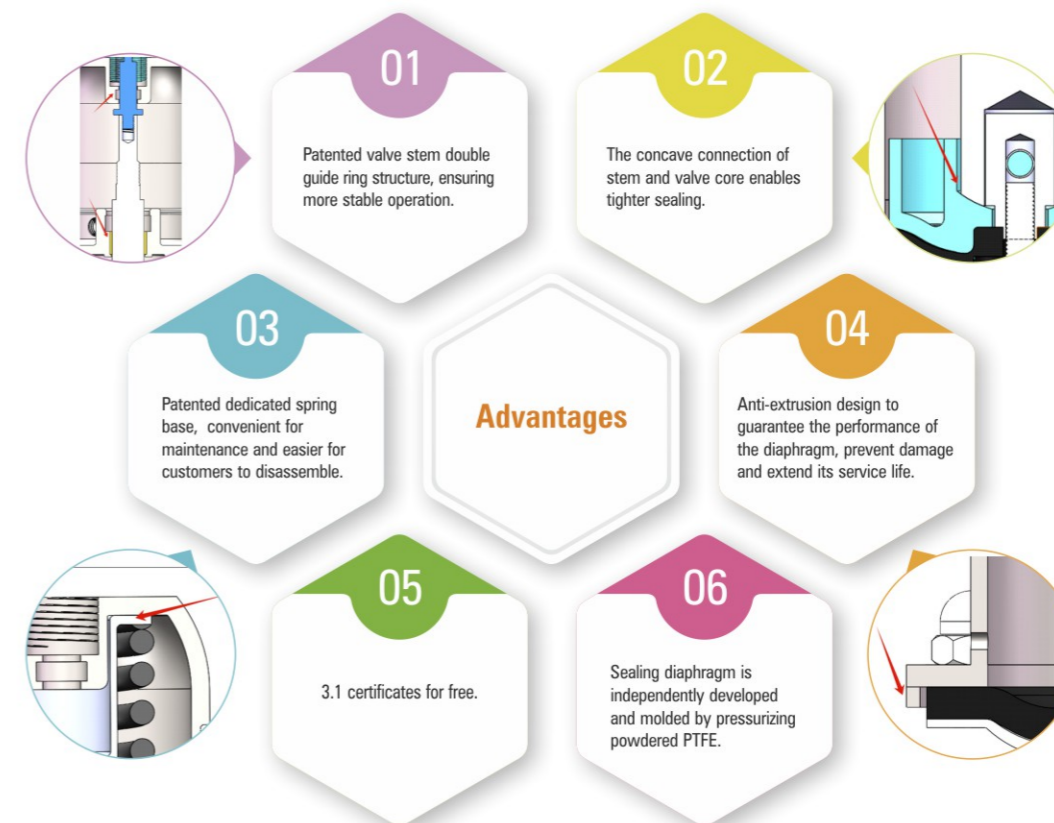 01
Patented valve stem double
guide ring structure, ensuring
more stable operation.
02
The concave connection of
stem and valve core enables
tighter sealing.
03
Patented dedicated spring
base, convenient for
maintenance and easier for
customers to disassemble.
Advantages
04
Anti-extrusion design to
guarantee the performance of
the diaphragm, prevent damage
and extend its service life.
05
3.1 certificates for free.
06
Sealing diaphragm is
independently developed
and molded by pressurizing
powdered PTFE.